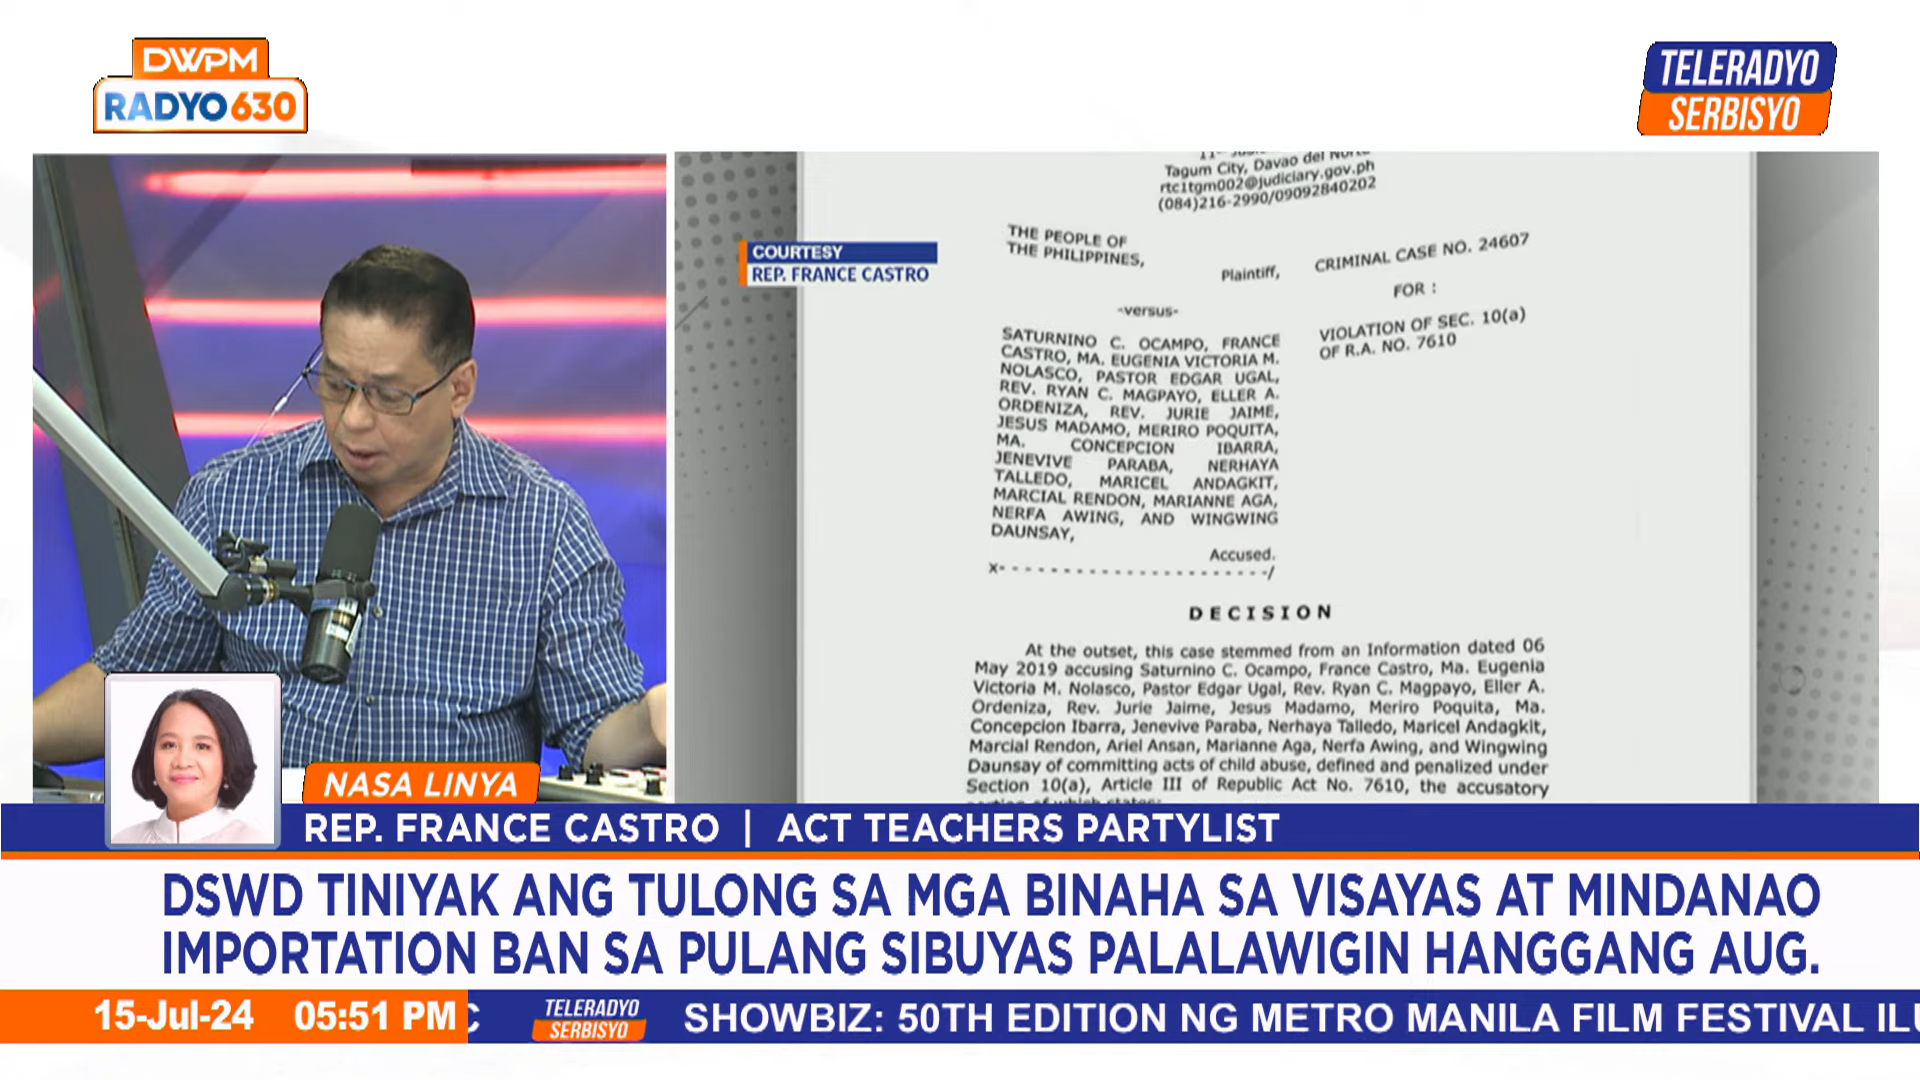 DWPM
RADYO 630
TELERADYO
SERBISYO
Tagum City, Davao del Norte
rtc1tgm002@judiciary.gov.ph
(084)216-2990/09092840202
COURTESY
REP. FRANCE CASTRO
THE PEOPLE OF
THE PHILIPPINES,
Plaintiff,
-versus-
CRIMINAL CASE NO. 24607
FOR :
VIOLATION OF SEC. 10(a)
OF R.A. NO. 7610
SATURNINO C. OCAMPO, FRANCE
CASTRO, MA. EUGENIA VICTORIA M.
NOLASCO, PASTOR EDGAR UGAL,
REV. RYAN C. MAGPAYO, ELLER A.
ORDENIZA, REV. JURIE JAIME,
JESUS MADAMO, MERIRO POQUITA,
MA. CONCEPCION IBARRA,
JENEVIVE PARABA, NERHAYA
TALLEDO, MARICEL ANDAGKIT,
MARCIAL RENDON, MARIANNE AGA,
NERFA AWING, AND WINGWING
DAUNSAY,
Accused.
x- - - - - - - - - - - - - - - - - - - - - - - - -/
DECISION
At the outset, this case stemmed from an Information dated 06
May 2019 accusing Saturnino C. Ocampo, France Castro, Ma. Eugenia
Victoria M. Nolasco, Pastor Edgar Ugal, Rev. Ryan C. Magpayo, Eller A.
Ordeniza, Rev. Jurie Jaime, Jesus Madamo, Meriro Poquita, Ma.
Concepcion Ibarra, Jenevive Paraba, Nerhaya Talledo, Maricel Andagkit,
Marcial Rendon, Ariel Ansan, Marianne Aga, Nerfa Awing, and Wingwing
Daunsay of committing acts of child abuse, defined and penalized under
Section 10(a), Article III of Republic Act No. 7610, the accusatory
NASA LINYA
REP. FRANCE CASTRO | ACT TEACHERS PARTYLIST
DSWD TINIYAK ANG TULONG SA MGA BINAHA SA VISAYAS AT MINDANAO
IMPORTATION BAN SA PULANG SIBUYAS PALALAWIGIN HANGGANG AUG.
15-Jul-24 05:51 PM
TELERADYO
SERBISYO
SHOWBIZ: 50TH EDITION NG METRO MANILA FILM FESTIVAL